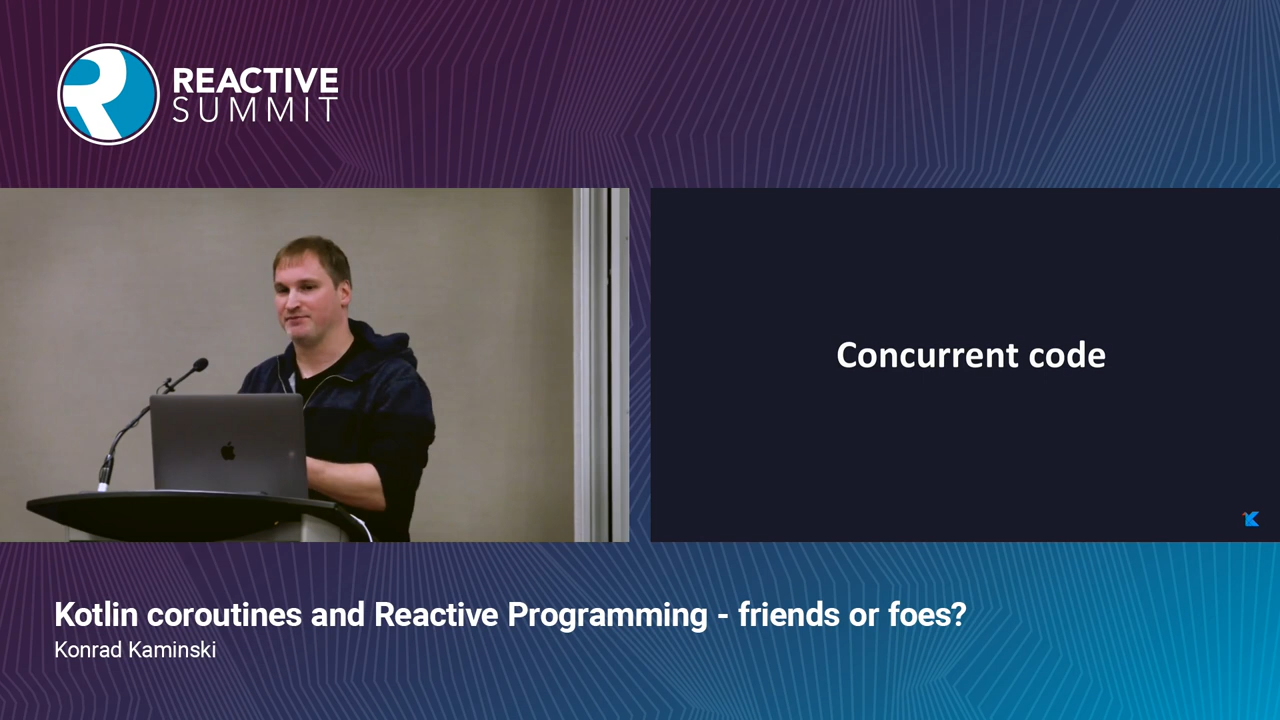 REACTIVE
SUMMIT
Concurrent code
Kotlin coroutines and Reactive Programming - friends or foes?
Konrad Kaminski